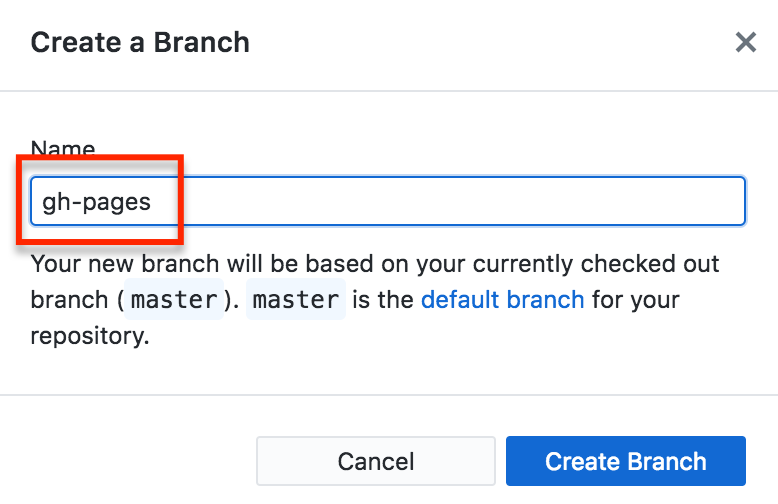 Create a Branch
Name
gh-pages
Your new branch will be based on your currently checked out
branch (master). master is the default branch for your
repository.
Cancel
Create Branch